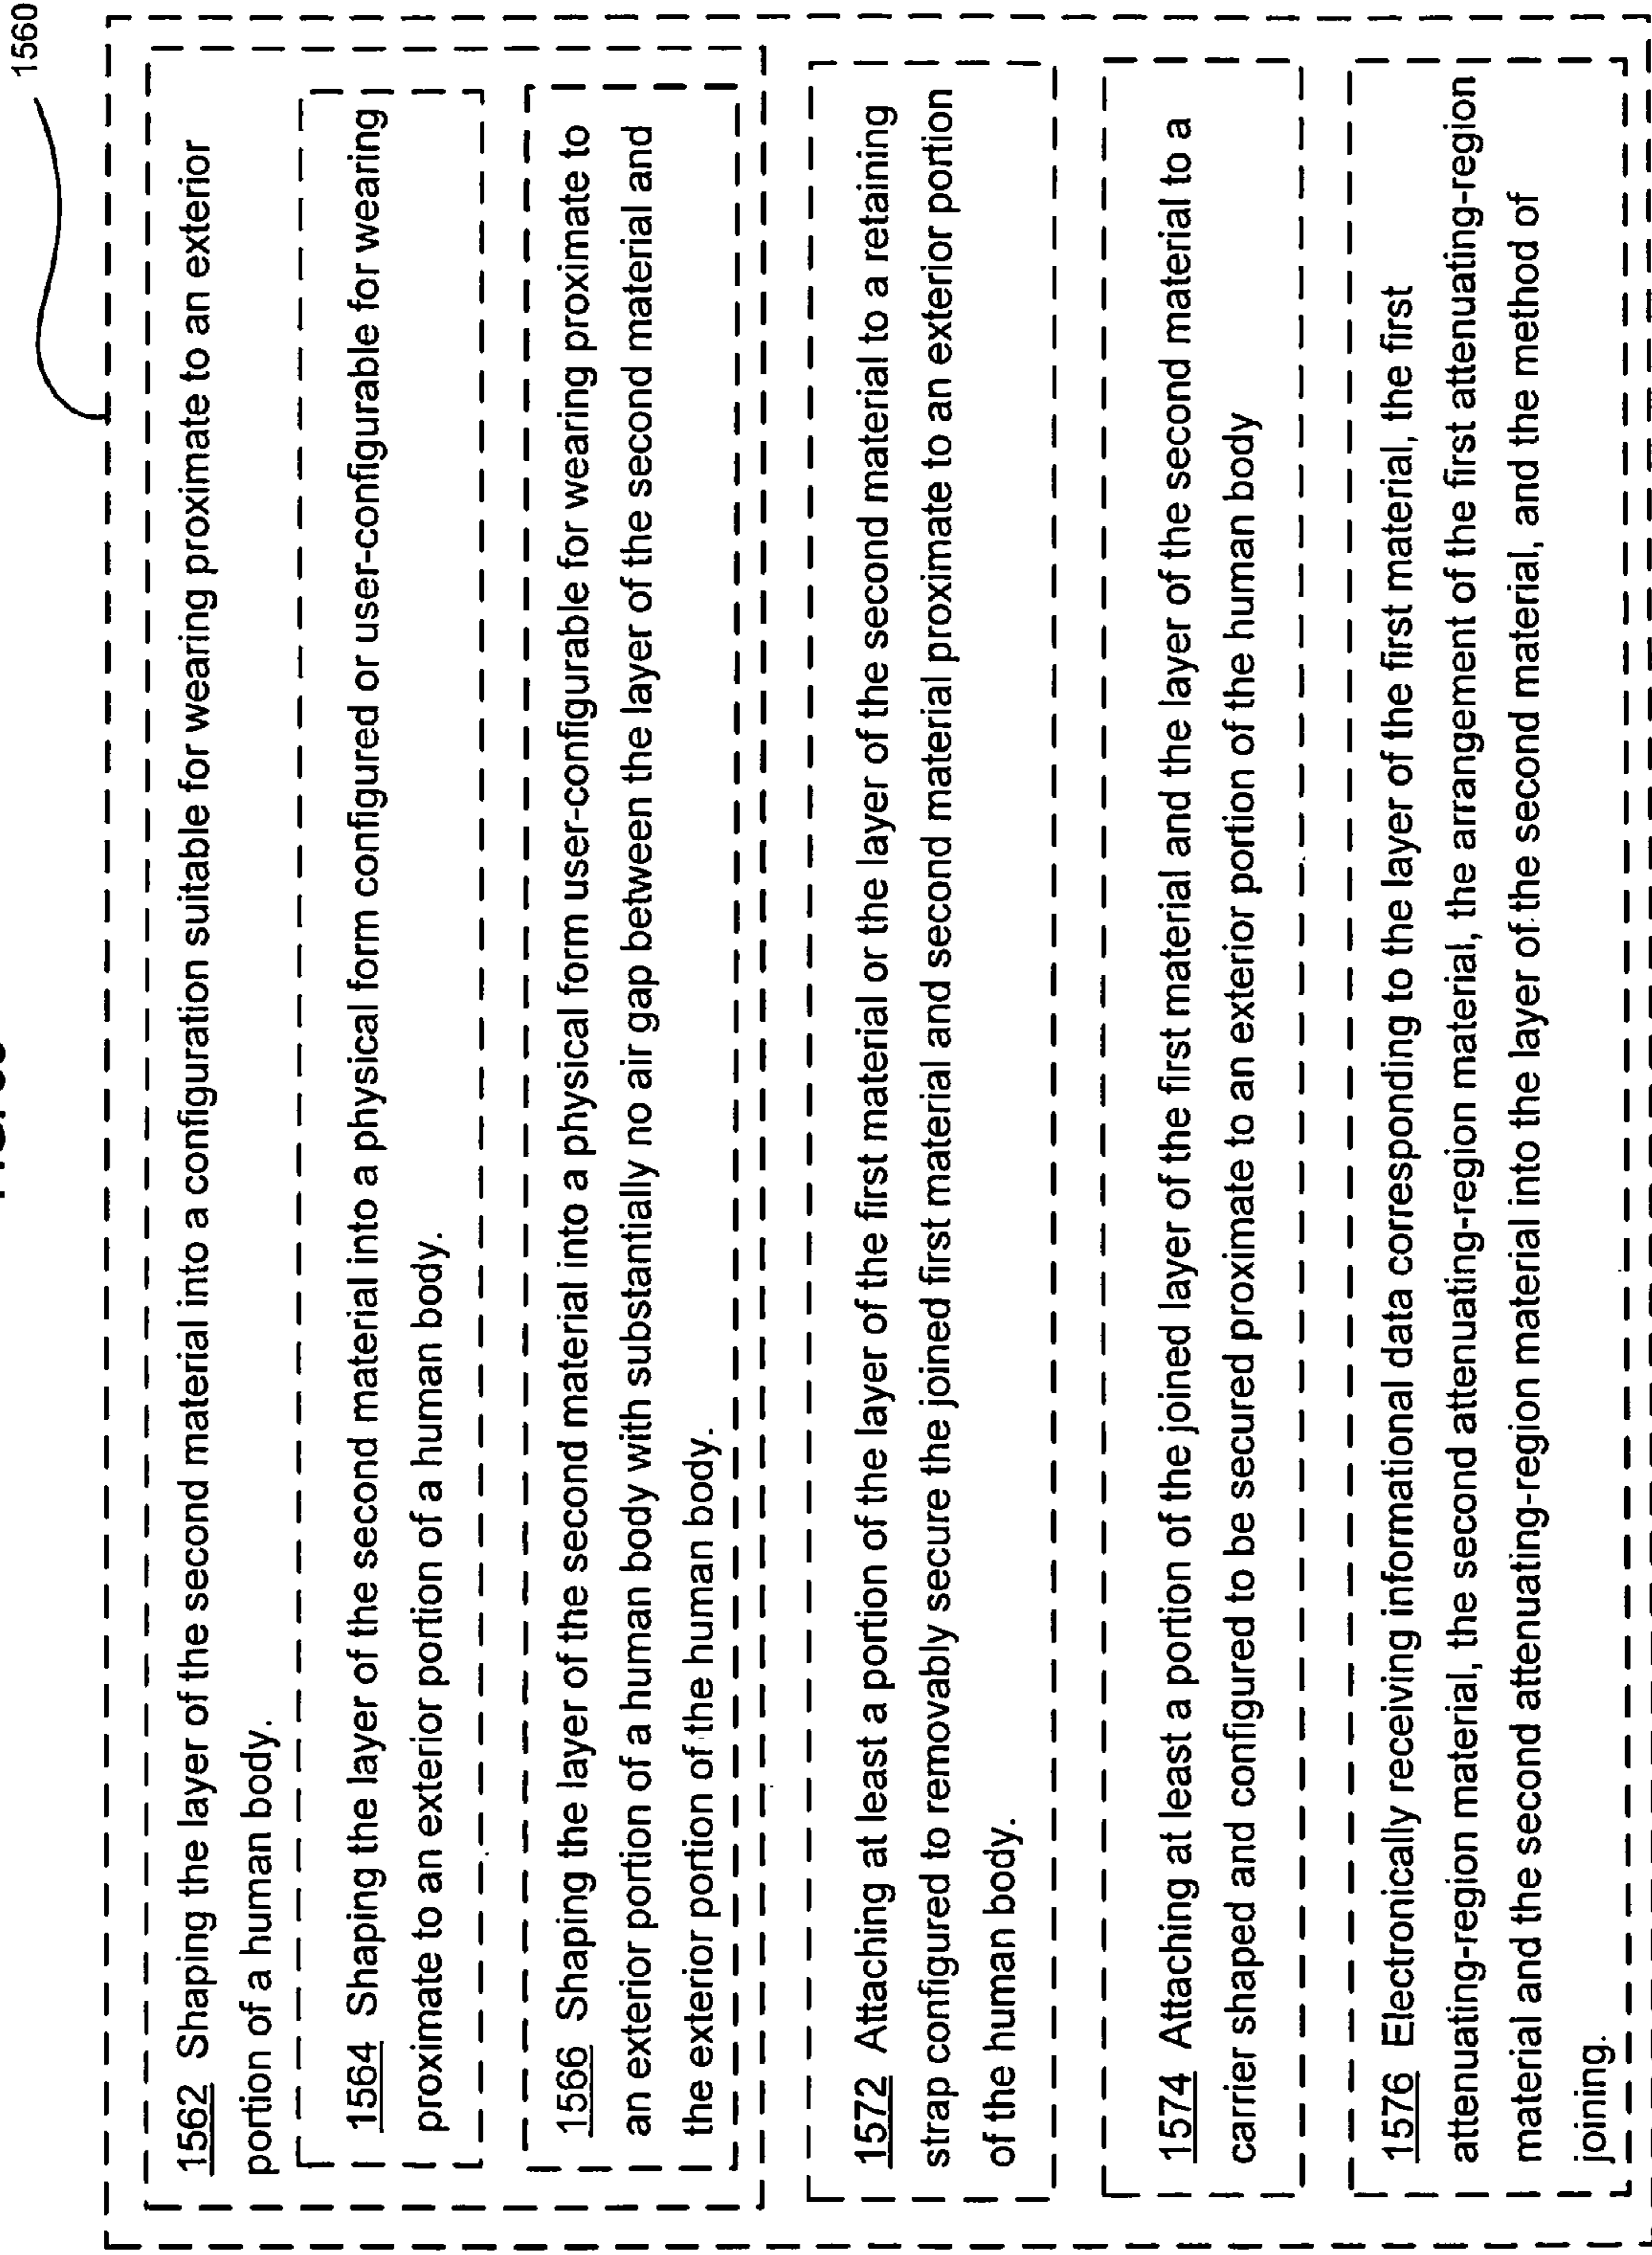 1560
1562 Shaping the layer of the second material into a configuration suitable for wearing proximate to an exterior
portion of a human body.
1564 Shaping the layer of the second material into a physical form configured or user-configurable for wearing
proximate to an exterior portion of a human body.
1566 Shaping the layer of the second material into a physical form user-configurable for wearing proximate to
an exterior portion of a human body with substantially no air gap between the layer of the second material and
the exterior portion of the human body.
1572 Attaching at least a portion of the layer of the first material or the layer of the second material to a retaining
strap configured to removably secure the joined first material and second material proximate to an exterior portion
of the human body.
1574 Attaching at least a portion of the joined layer of the first material and the layer of the second material to a
carrier shaped and configured to be secured proximate to an exterior portion of the human body
1576 Electronically receiving informational data corresponding to the layer of the first material, the first
attenuating-region material, the second attenuating-region material, the arrangement of the first attenuating-region
material and the second attenuating-region material into the layer of the second material, and the method of
joining.